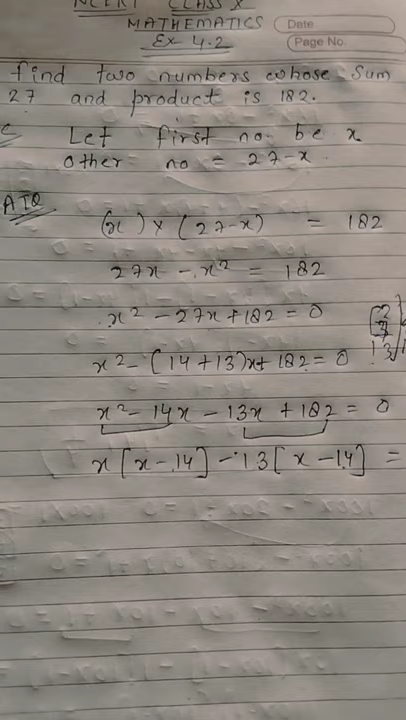 NCERT CLASS X
MATHEMATICS
Date
Ex 4.2
Page No.
find two numbers whose sum
27 and product is 182.
Let first no. be x
other no = 27-x.
ATQ
(x) × (27-x) = 182
27x - x² = 182
x² - 27x + 182 = 0
x² - (14+13)x + 182 = 0
x² - 14x - 13x + 182 = 0
x[x-14] - 13[x-14] =